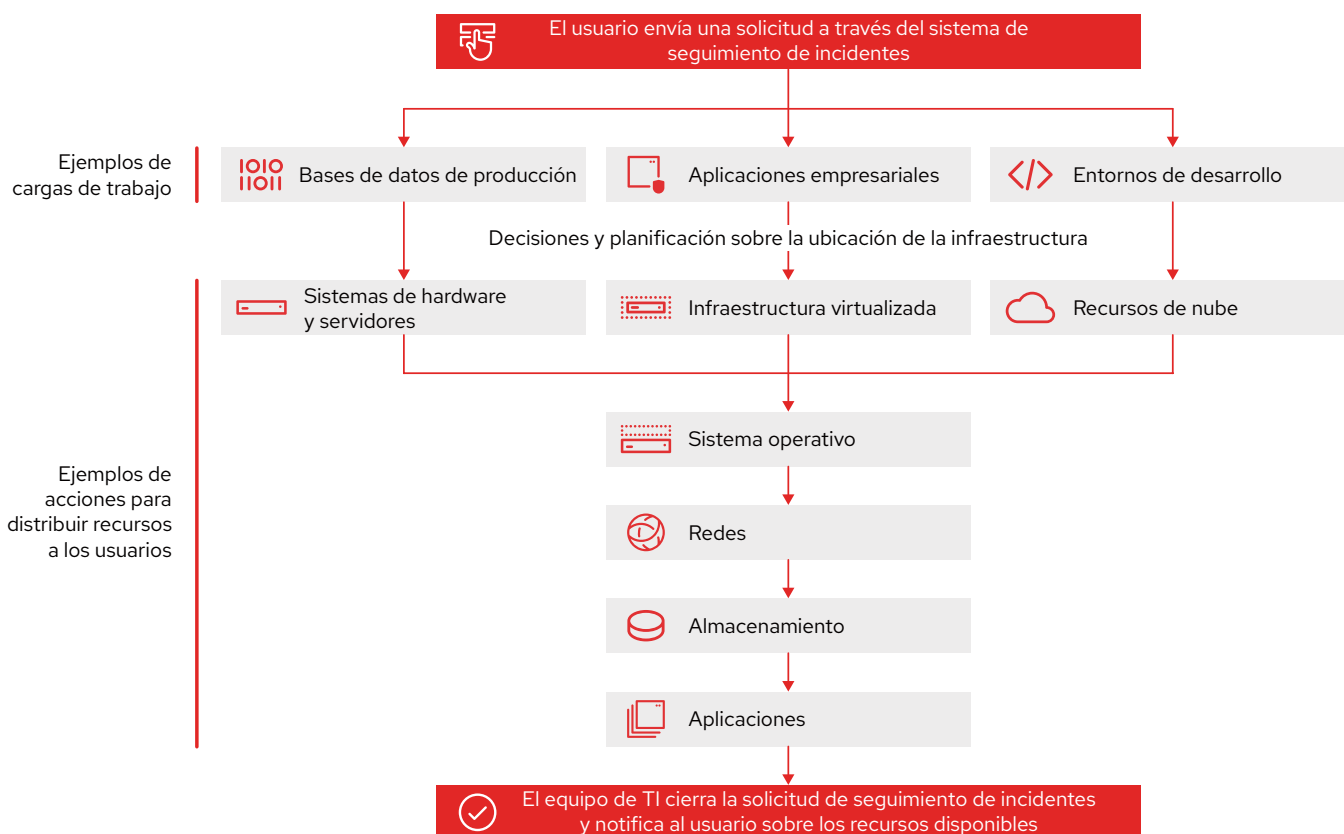 El usuario envía una solicitud a través del sistema de
seguimiento de incidentes
Ejemplos de
cargas de trabajo
1010
11011
Bases de datos de producción
Aplicaciones empresariales
</>
Entornos de desarrollo
Decisiones y planificación sobre la ubicación de la infraestructura
Ejemplos de
acciones para
distribuir recursos
a los usuarios
Sistemas de hardware
y servidores
Infraestructura virtualizada
Recursos de nube
Sistema operativo
Redes
Almacenamiento
Aplicaciones
El equipo de TI cierra la solicitud de seguimiento de incidentes
y notifica al usuario sobre los recursos disponibles